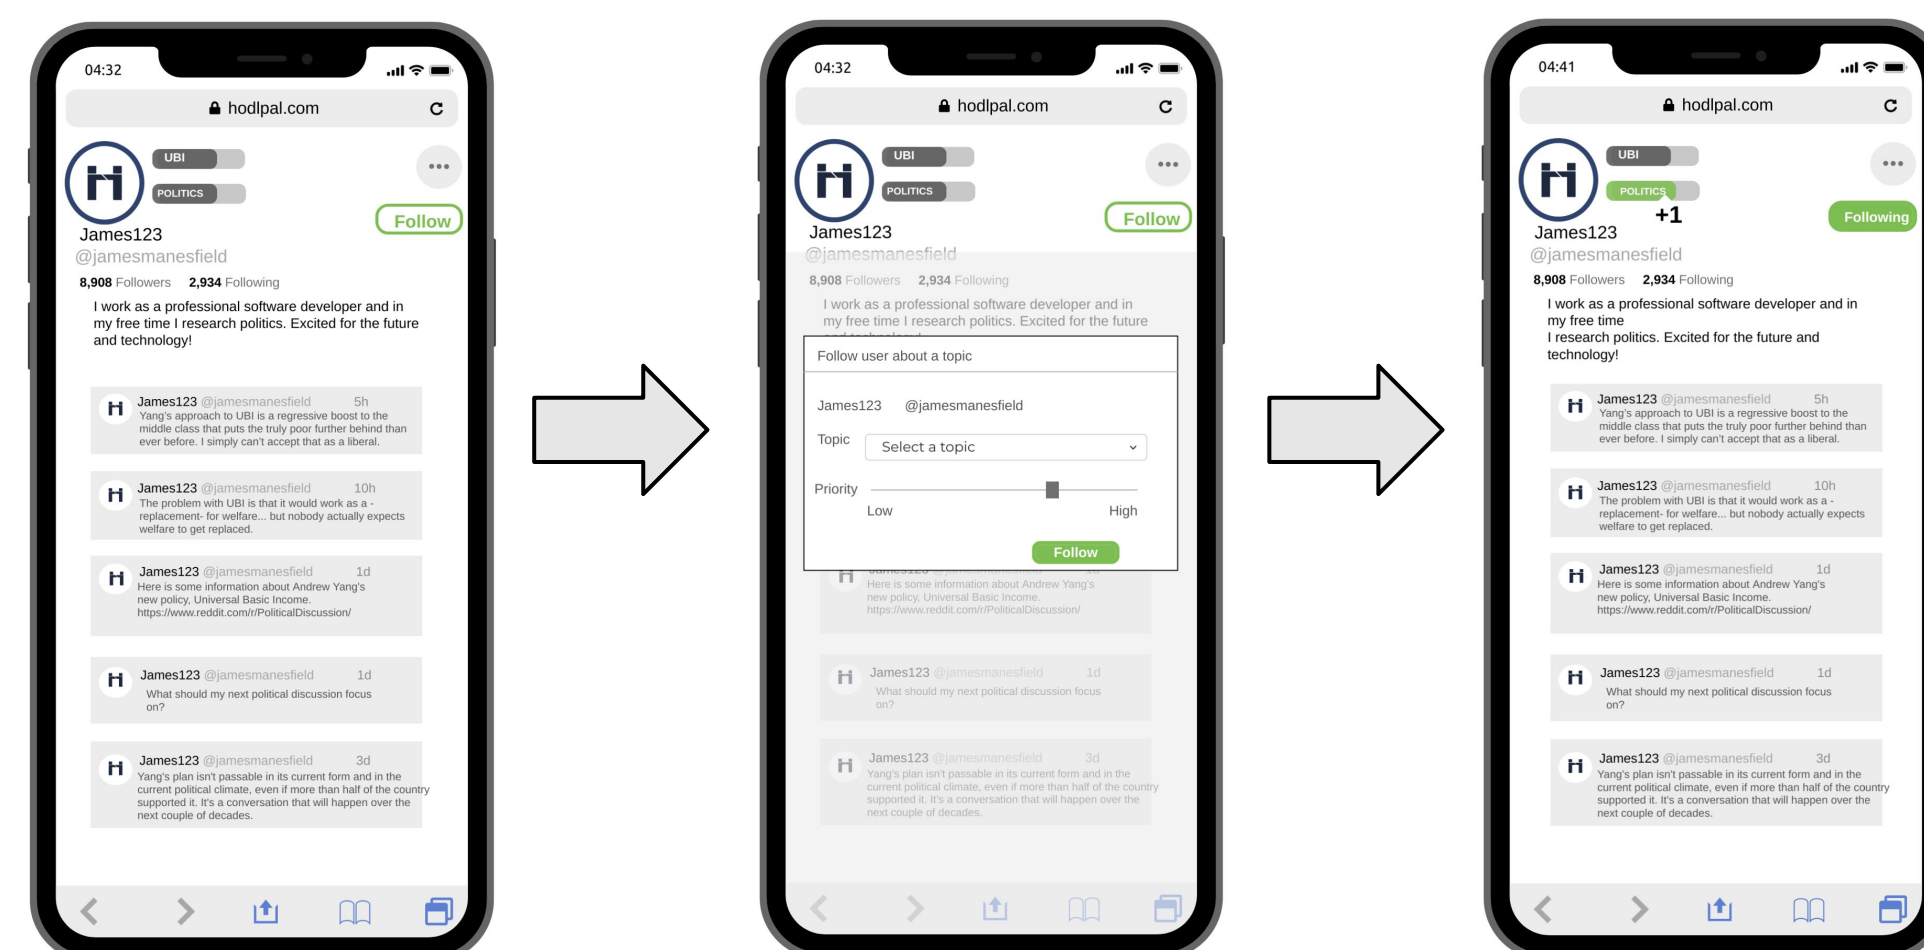 04:32
hodlpal.com
UBI
POLITICS
Follow
James123
@jamesmanesfield
8,908 Followers 2,934 Following
I work as a professional software developer and in
my free time I research politics. Excited for the future
and technology!
James123 @jamesmanesfield 5h
Yang's approach to UBI is a regressive boost to the
middle class that puts the truly poor further behind than
ever before. I simply can't accept that as a liberal.
James123 @jamesmanesfield 10h
The problem with UBI is that it would work as a -
replacement- for welfare... but nobody actually expects
welfare to get replaced.
James123 @jamesmanesfield 1d
Here is some information about Andrew Yang's
new policy, Universal Basic Income.
https://www.reddit.com/r/PoliticalDiscussion/
James123 @jamesmanesfield 1d
What should my next political discussion focus
on?
James123 @jamesmanesfield 3d
Yang's plan isn't passable in its current form and in the
current political climate, even if more than half of the country
supported it. It's a conversation that will happen over the
next couple of decades.
04:32
hodlpal.com
UBI
POLITICS
Follow
James123
@jamesmanesfield
8,908 Followers 2,934 Following
I work as a professional software developer and in
my free time I research politics. Excited for the future
and technology!
Follow user about a topic
James123 @jamesmanesfield
Topic Select a topic
Priority
Low High
Follow
James123 @jamesmanesfield 1d
Here is some information about Andrew Yang's
new policy, Universal Basic Income.
https://www.reddit.com/r/PoliticalDiscussion/
James123 @jamesmanesfield 1d
What should my next political discussion focus
on?
James123 @jamesmanesfield 3d
Yang's plan isn't passable in its current form and in the
current political climate, even if more than half of the country
supported it. It's a conversation that will happen over the
next couple of decades.
04:41
hodlpal.com
UBI
POLITICS
+1
Following
James123
@jamesmanesfield
8,908 Followers 2,934 Following
I work as a professional software developer and in
my free time
I research politics. Excited for the future and
technology!
James123 @jamesmanesfield 5h
Yang's approach to UBI is a regressive boost to the
middle class that puts the truly poor further behind than
ever before. I simply can't accept that as a liberal.
James123 @jamesmanesfield 10h
The problem with UBI is that it would work as a -
replacement- for welfare... but nobody actually expects
welfare to get replaced.
James123 @jamesmanesfield 1d
Here is some information about Andrew Yang's
new policy, Universal Basic Income.
https://www.reddit.com/r/PoliticalDiscussion/
James123 @jamesmanesfield 1d
What should my next political discussion focus
on?
James123 @jamesmanesfield 3d
Yang's plan isn't passable in its current form and in the
current political climate, even if more than half of the country
supported it. It's a conversation that will happen over the
next couple of decades.